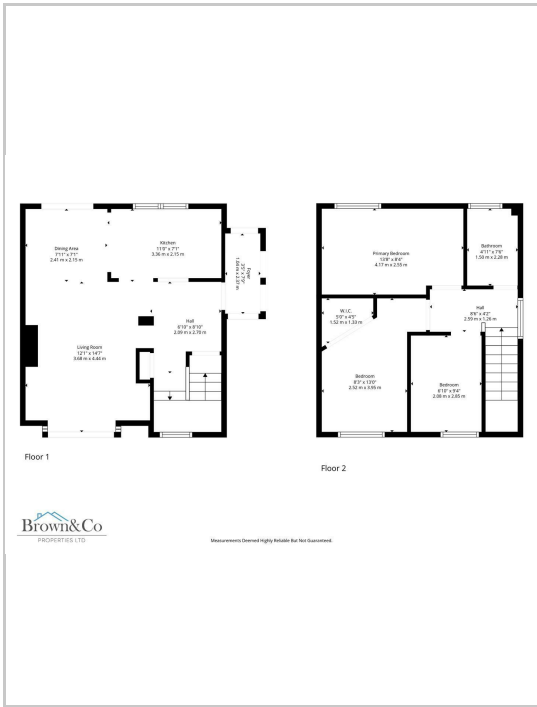 Dining Area
7'11" x 7'1"
2.41 m x 2.15 m
Kitchen
11'0" x 7'1"
3.36 m x 2.15 m
Foyer
Hall
6'10" x 8'10"
2.09 m x 2.70 m
Living Room
12'1" x 14'7"
3.68 m x 4.44 m
Floor 1
Primary Bedroom
13'8" x 8'4"
4.17 m x 2.55 m
Bathroom
4'11" x 7'6"
1.50 m x 2.28 m
W.I.C.
5'0" x 4'5"
1.52 m x 1.33 m
Hall
8'6" x 4'2"
2.59 m x 1.26 m
Bedroom
8'3" x 13'0"
2.52 m x 3.96 m
Bedroom
6'10" x 9'4"
2.08 m x 2.85 m
Floor 2
Brown&Co
PROPERTIES LTD
Measurements Deemed Highly Reliable But Not Guaranteed.